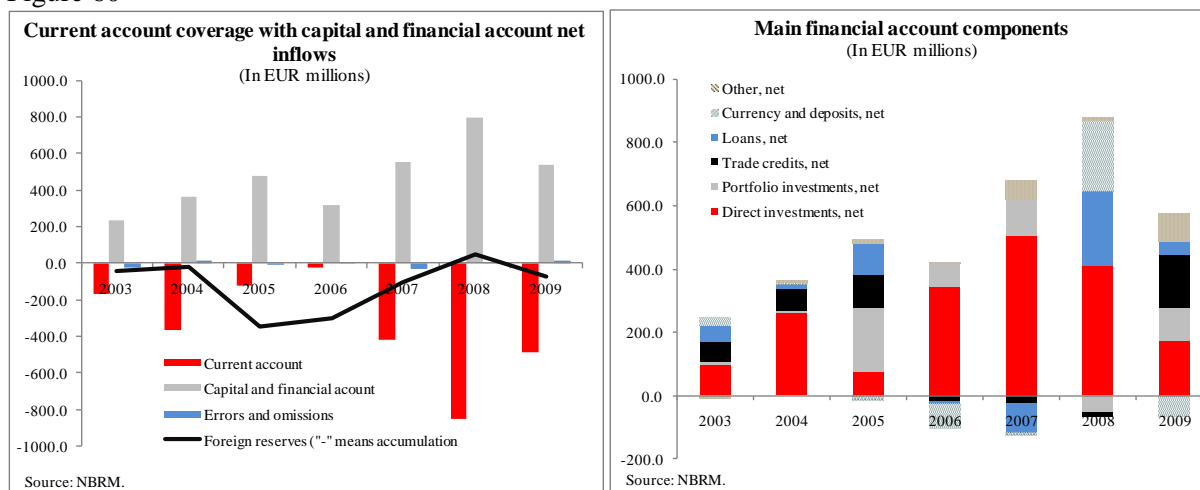 Current account coverage with capital and financial account net
inflows
(In EUR millions)
1000.0
800.0
600.0
400.0
200.0
0.0
-200.0
-400.0
-600.0
-800.0
-1000.0
2003 2004 2005 2006 2007 2008 2009
Current account
Capital and financial acount
Errors and omissions
Foreign reserves ("-" means accumulation
Source: NBRM.
Main financial account components
(In EUR millions)
1000.0
800.0
600.0
400.0
200.0
0.0
-200.0
Other, net
Currency and deposits, net
Loans, net
Trade credits, net
Portfolio investments, net
Direct investments, net
2003 2004 2005 2006 2007 2008 2009
Source: NBRM.